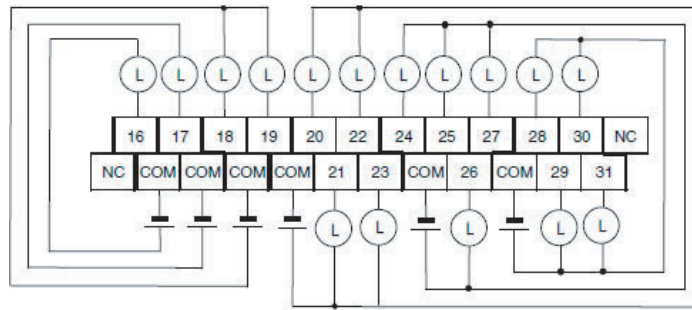 L L L L L L L L L L L
16 17 18 19 20 22 24 25 27 28 30 NC
NC COM COM COM COM 21 23 COM 26 COM 29 31
L L L L L